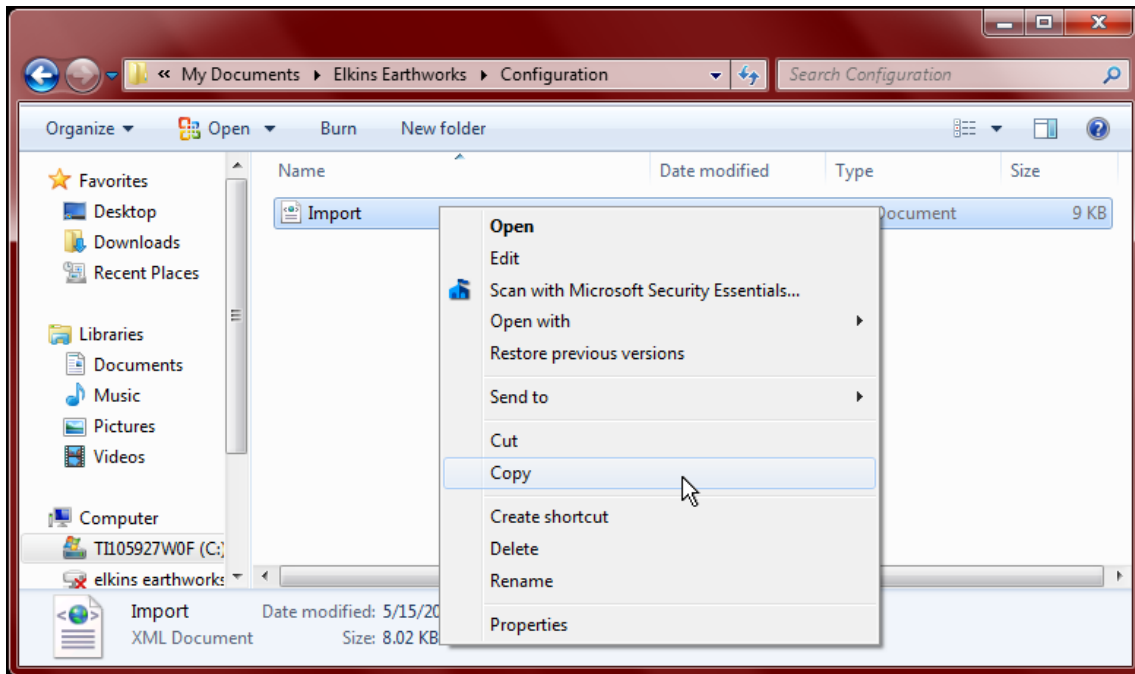 « My Documents ▸ Elkins Earthworks ▸ Configuration
Search Configuration
Organize Open Burn New folder
Name Date modified Type Size
Favorites
Desktop
Downloads
Recent Places
Libraries
Documents
Music
Pictures
Videos
Computer
TI105927W0F (C:)
elkins earthworks
Import Document 9 KB
Open
Edit
Scan with Microsoft Security Essentials...
Open with
Restore previous versions
Send to
Cut
Copy
Create shortcut
Delete
Rename
Properties
Import Date modified: 5/15/20
XML Document Size: 8.02 KB